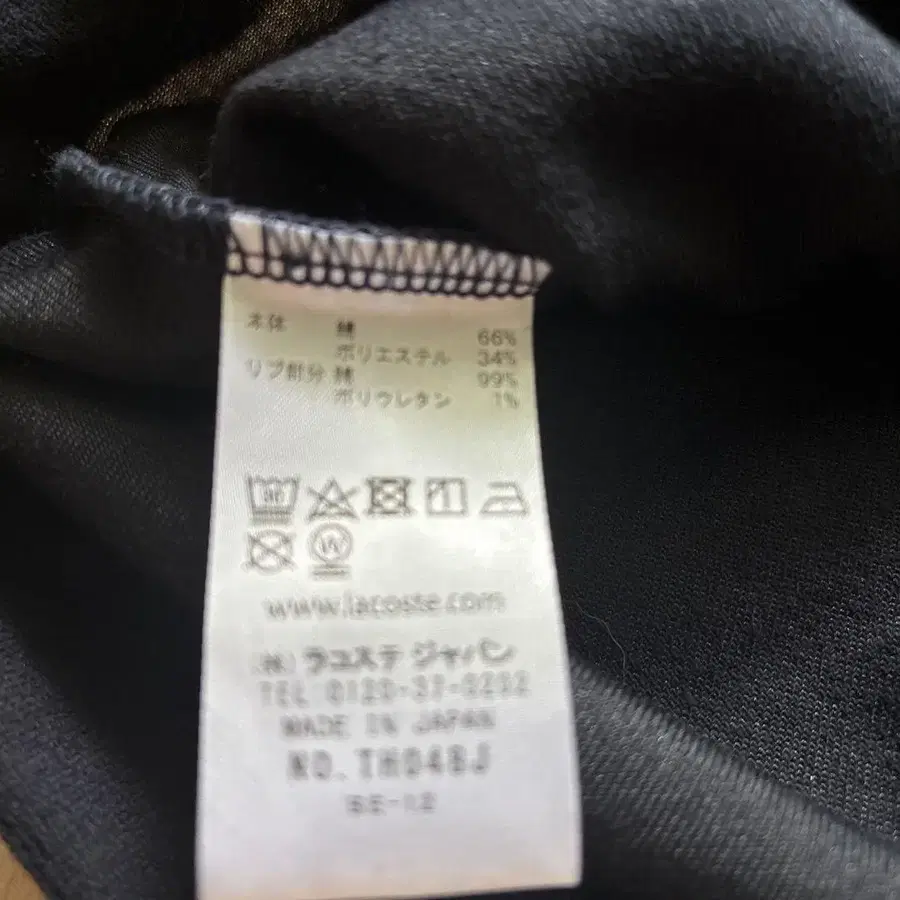 本体 綿 66%
ポリエステル 34%
リブ部分 綿 99%
ポリウレタン 1%
www.lacoste.com
(株) ラコステ ジャパン
TEL 0120-37-0202
MADE IN JAPAN
NO. TH048J